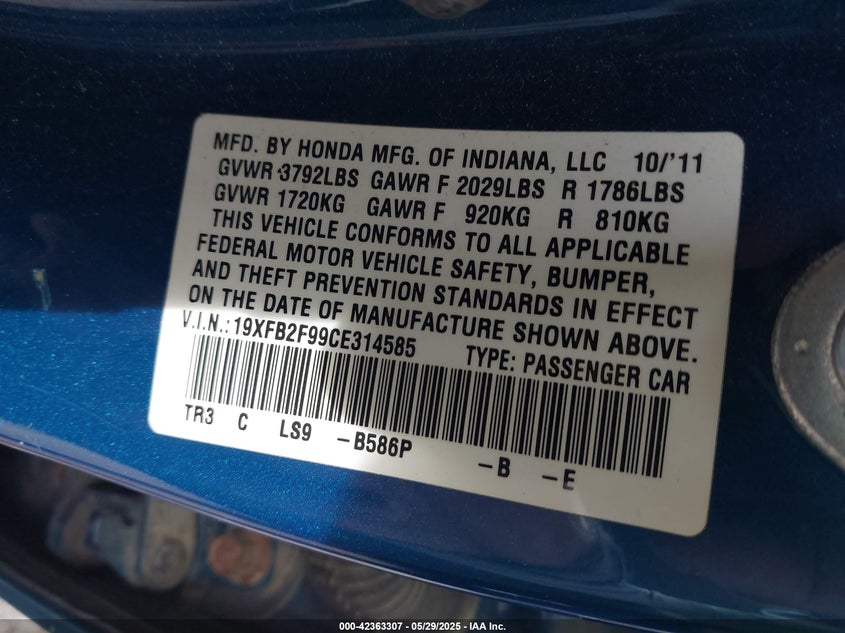 MFD. BY HONDA MFG. OF INDIANA, LLC 10/'11
GVWR 3792LBS GAWR F 2029LBS R 1786LBS
GVWR 1720KG GAWR F 920KG R 810KG
THIS VEHICLE CONFORMS TO ALL APPLICABLE
FEDERAL MOTOR VEHICLE SAFETY, BUMPER,
AND THEFT PREVENTION STANDARDS IN EFFECT
ON THE DATE OF MANUFACTURE SHOWN ABOVE.
V.I.N.:19XFB2F99CE314585 TYPE: PASSENGER CAR
TR3 C LS9 -B586P -B -E
000-42363307 - 05/29/2025 - IAA Inc.